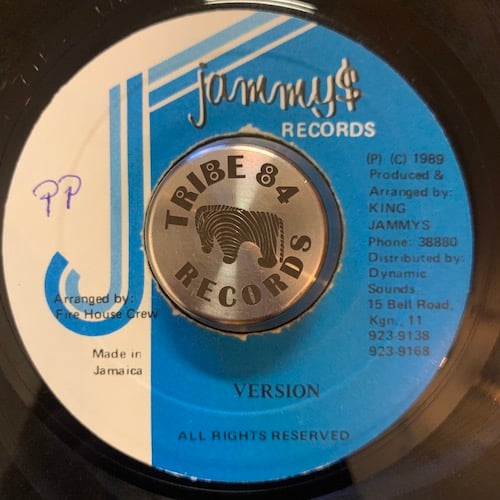 jammy$
RECORDS
(P) (C) 1989
Produced &
Arranged by:
KING
JAMMYS
Phone: 38880
Distributed by:
Dynamic
Sounds
15 Bell Road,
Kgn., 11
923-9138
923-9168
PP
TRIBE 84
RECORDS
Arranged by:
Fire House Crew
Made in
Jamaica
VERSION
ALL RIGHTS RESERVED